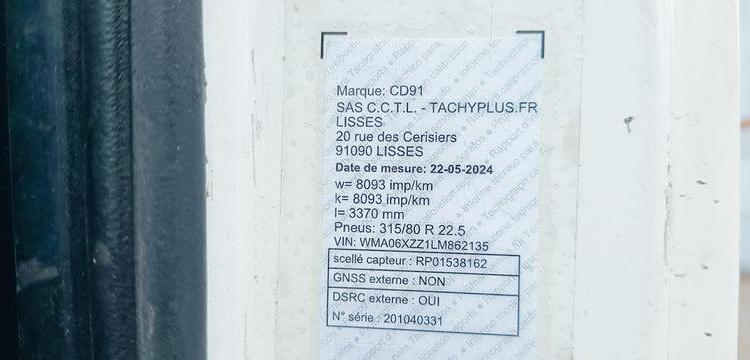 Marque: CD91
SAS C.C.T.L. - TACHYPLUS.FR
LISSES
20 rue des Cerisiers
91090 LISSES
Date de mesure: 22-05-2024
w= 8093 imp/km
k= 8093 imp/km
l= 3370 mm
Pneus: 315/80 R 22.5
VIN: WMA06XZZ1LM862135
scellé capteur : RP01538162
GNSS externe : NON
DSRC externe : OUI
N° série : 201040331